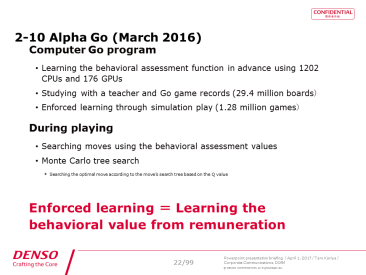 CONFIDENTIAL
2-10 Alpha Go (March 2016)
Computer Go program
• Learning the behavioral assessment function in advance using 1202
CPUs and 176 GPUs
• Studying with a teacher and Go game records (29.4 million boards）
• Enforced learning through simulation play (1.28 million games）
During playing
• Searching moves using the behavioral assessment values
• Monte Carlo tree search
• Searching the optimal move according to the move's search tree based on the Q value
Enforced learning ＝ Learning the
behavioral value from remuneration
DENSO
Crafting the Core
22/99